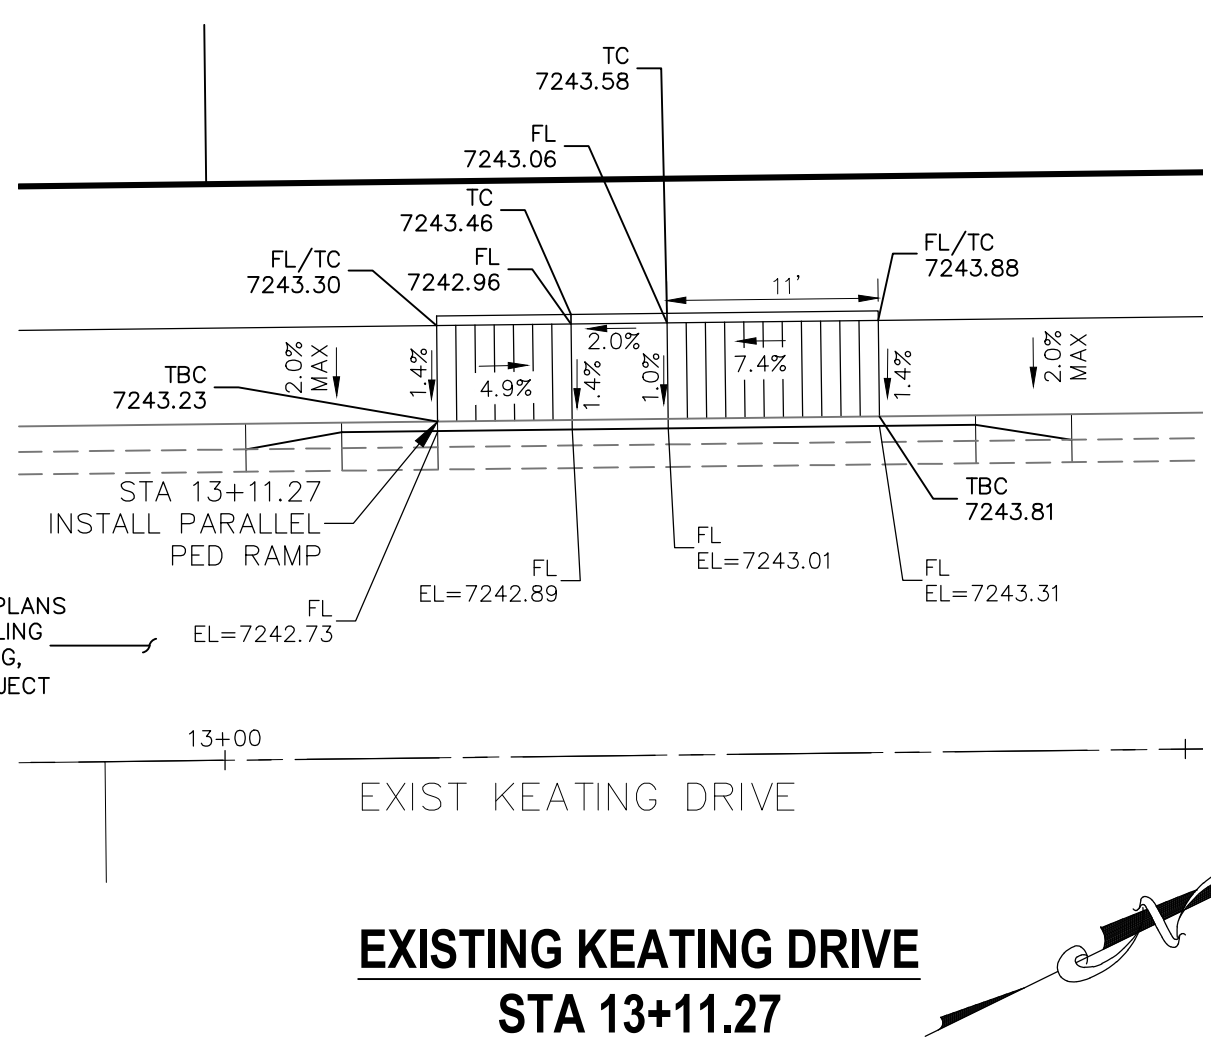 TC
7243.58
FL
7243.06
TC
7243.46
FL
7242.96
FL/TC
7243.30
FL/TC
7243.88
11'
2.0%
MAX
1.4%
4.9%
2.0%
1.4%
1.0%
7.4%
1.4%
2.0%
MAX
TBC
7243.23
STA 13+11.27
INSTALL PARALLEL
PED RAMP
TBC
7243.81
FL
EL=7243.01
FL
EL=7242.89
FL
EL=7243.31
FL
EL=7242.73
PLANS
LING
G,
JECT
13+00
EXIST KEATING DRIVE
EXISTING KEATING DRIVE
STA 13+11.27